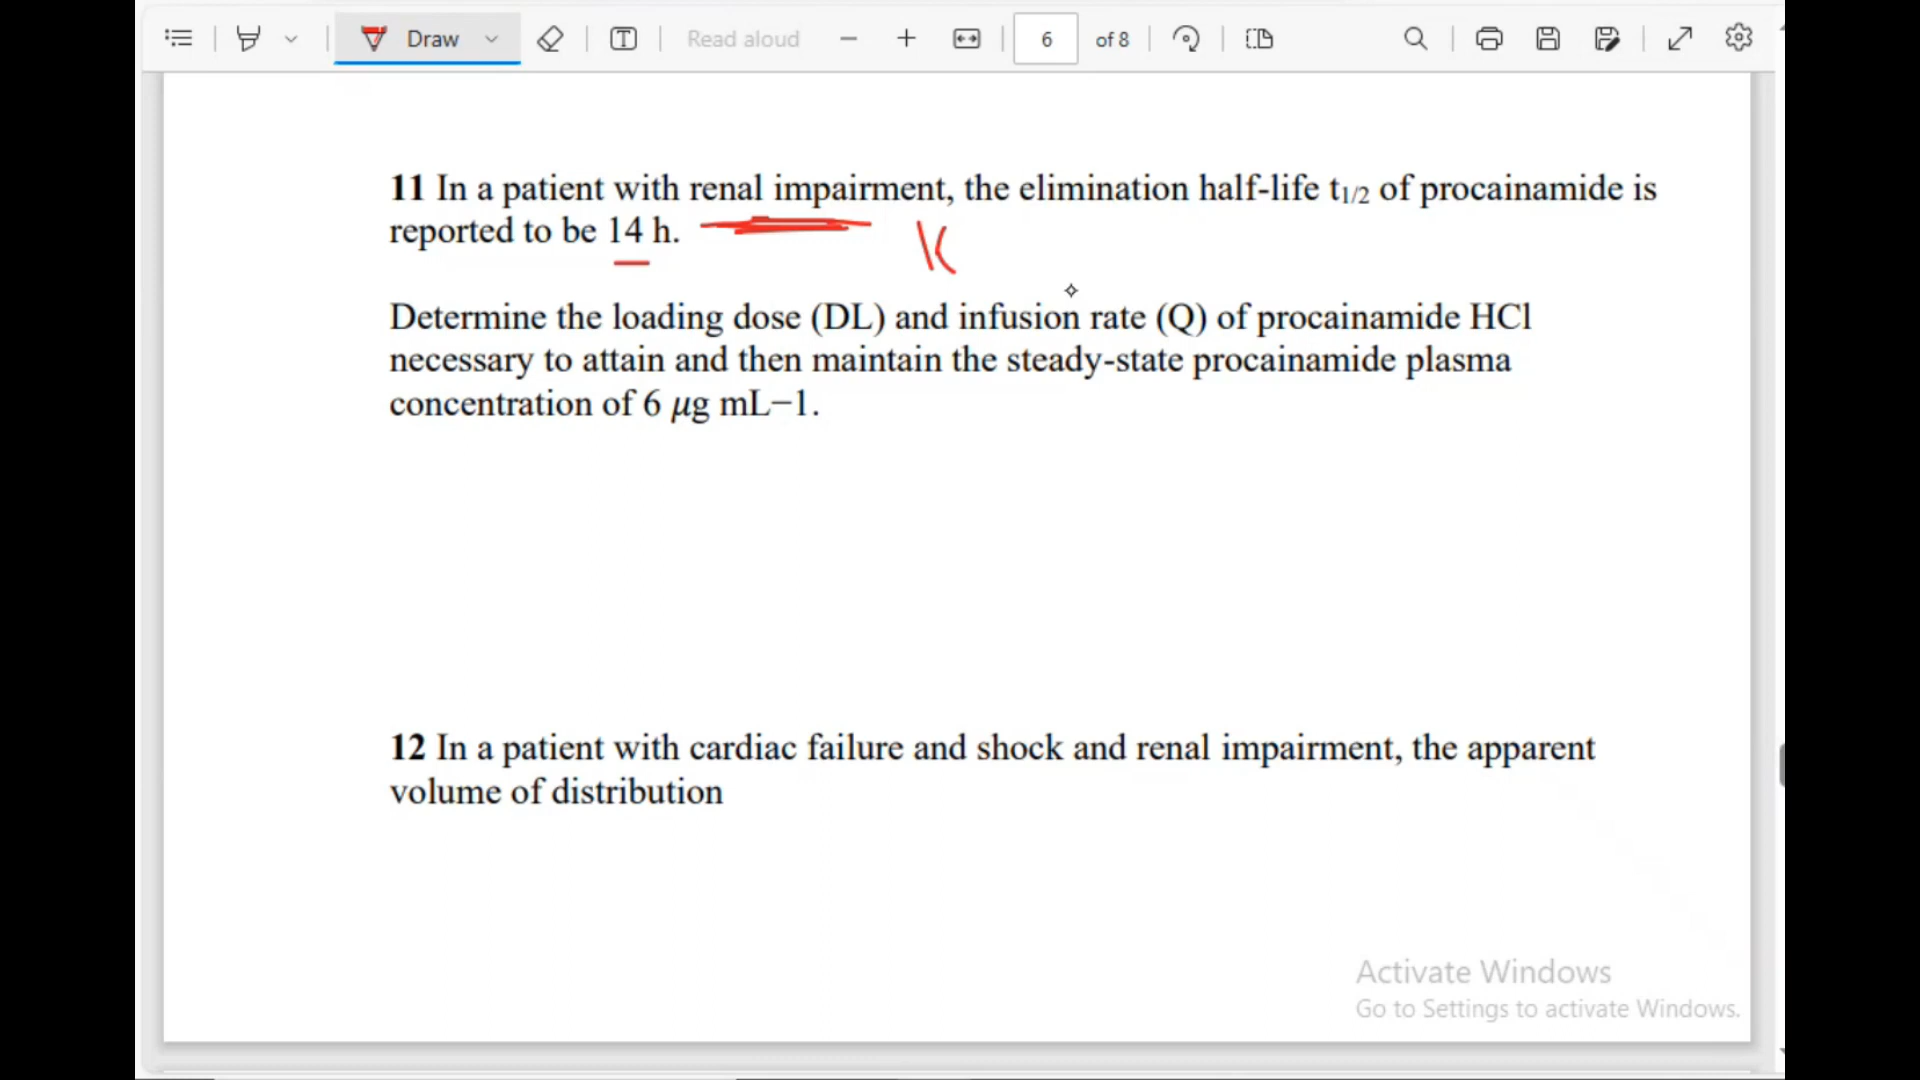 Draw
Read aloud
6
of 8
11 In a patient with renal impairment, the elimination half-life t1/2 of procainamide is
reported to be 14 h.
K
Determine the loading dose (DL) and infusion rate (Q) of procainamide HCl
necessary to attain and then maintain the steady-state procainamide plasma
concentration of 6 μg mL−1.
12 In a patient with cardiac failure and shock and renal impairment, the apparent
volume of distribution
Activate Windows
Go to Settings to activate Windows.